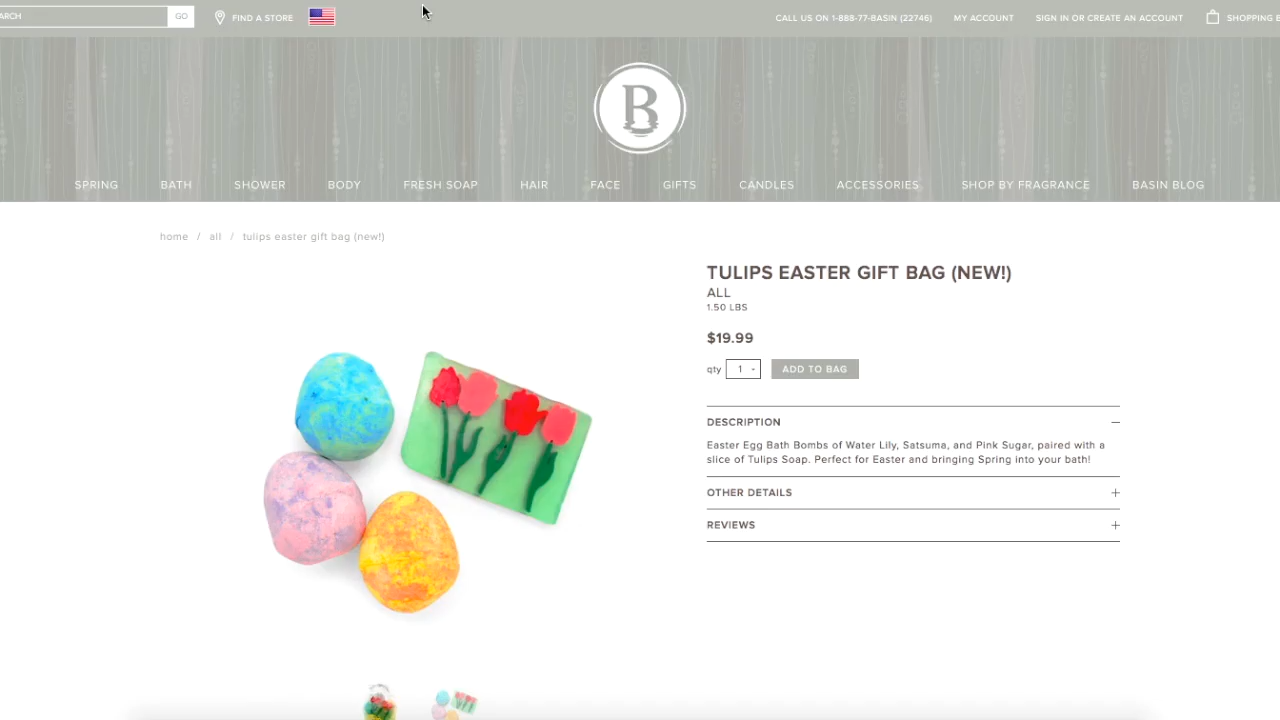 ARCH
GO
FIND A STORE
CALL US ON 1-888-77-BASIN (22746)
MY ACCOUNT
SIGN IN OR CREATE AN ACCOUNT
SHOPPING B
B
SPRING
BATH
SHOWER
BODY
FRESH SOAP
HAIR
FACE
GIFTS
CANDLES
ACCESSORIES
SHOP BY FRAGRANCE
BASIN BLOG
home / all / tulips easter gift bag (new!)
TULIPS EASTER GIFT BAG (NEW!)
ALL
1.50 LBS
$19.99
qty 1
ADD TO BAG
DESCRIPTION
Easter Egg Bath Bombs of Water Lily, Satsuma, and Pink Sugar, paired with a
slice of Tulips Soap. Perfect for Easter and bringing Spring into your bath!
OTHER DETAILS
REVIEWS